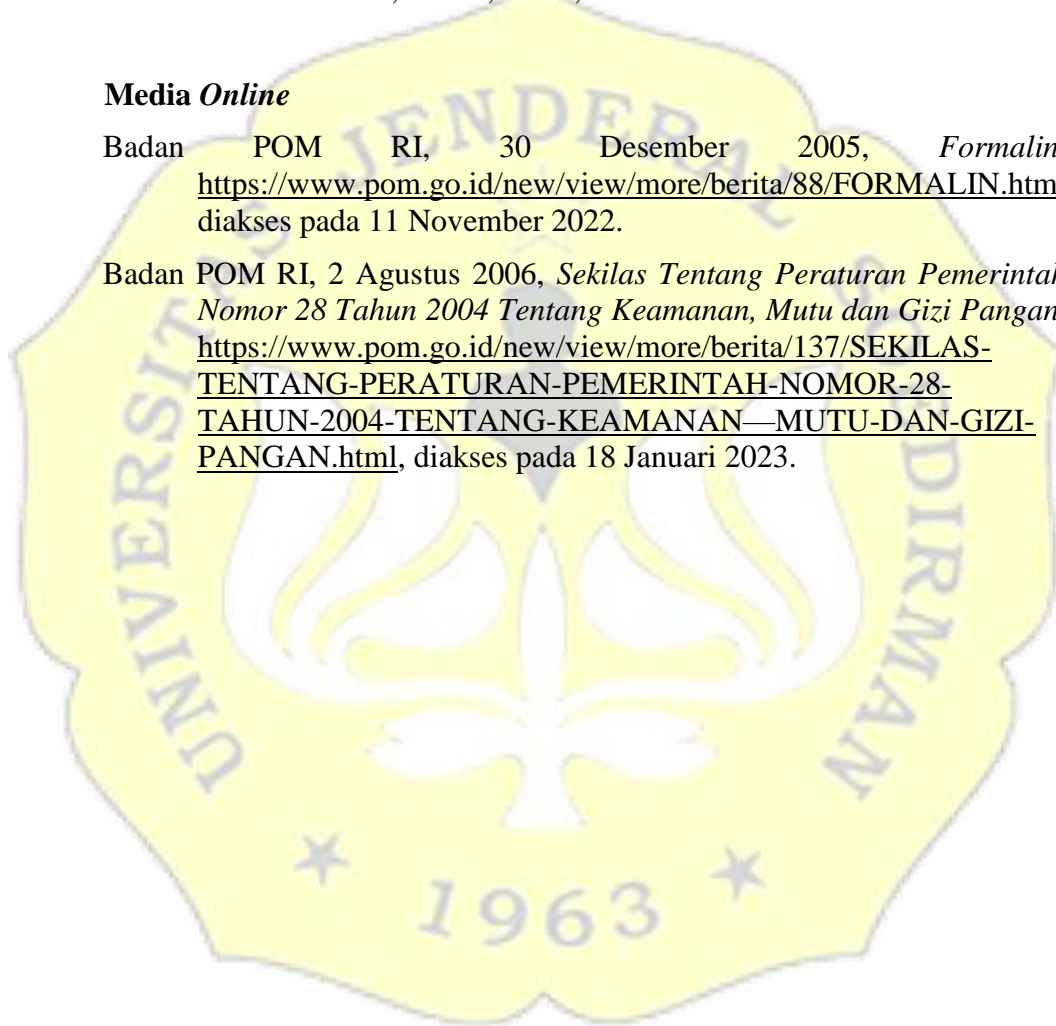 Media Online
Badan POM RI, 30 Desember 2005, Formalin
https://www.pom.go.id/new/view/more/berita/88/FORMALIN.htm
diakses pada 11 November 2022.
Badan POM RI, 2 Agustus 2006, Sekilas Tentang Peraturan Pemerintah
Nomor 28 Tahun 2004 Tentang Keamanan, Mutu dan Gizi Pangan
https://www.pom.go.id/new/view/more/berita/137/SEKILAS-
TENTANG-PERATURAN-PEMERINTAH-NOMOR-28-
TAHUN-2004-TENTANG-KEAMANAN—MUTU-DAN-GIZI-
PANGAN.html, diakses pada 18 Januari 2023.
UNIVERSITAS JENDERAL SOEDIRMAN
1963